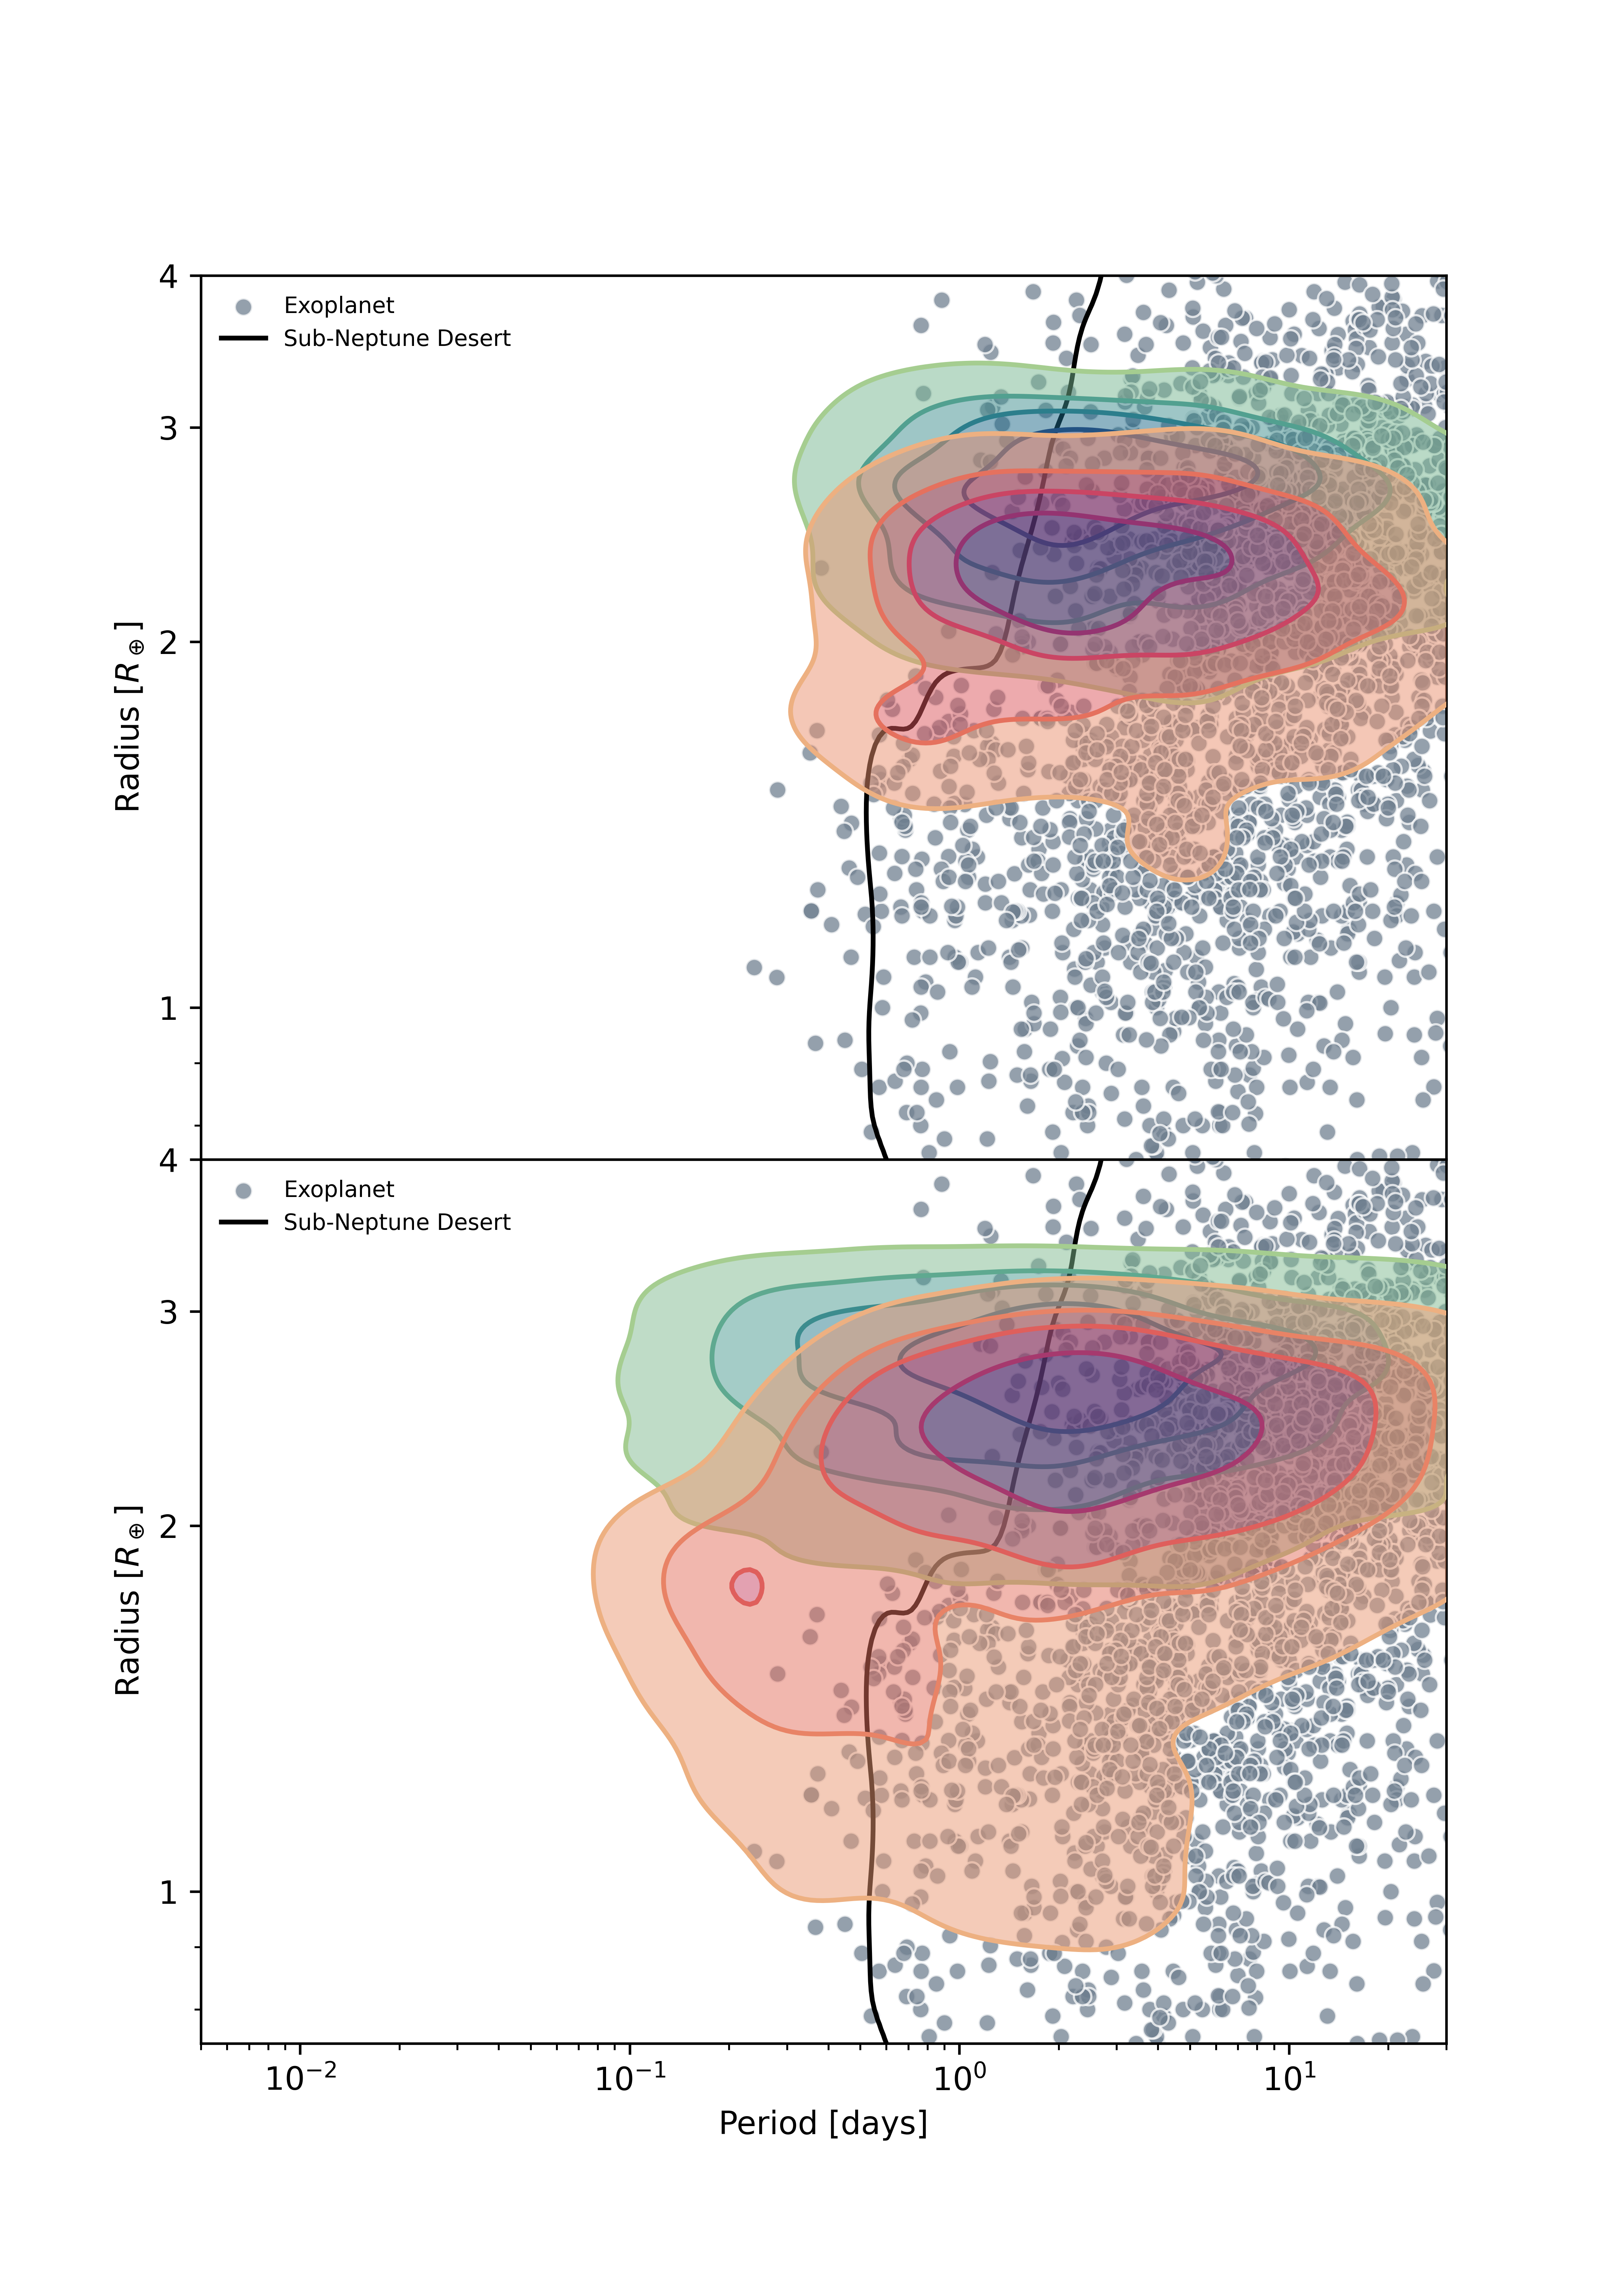 4
Exoplanet
Sub-Neptune Desert
3
2
Radius [R⊕]
1
4
Exoplanet
Sub-Neptune Desert
3
2
Radius [R⊕]
1
10⁻² 10⁻¹ 10⁰ 10¹
Period [days]